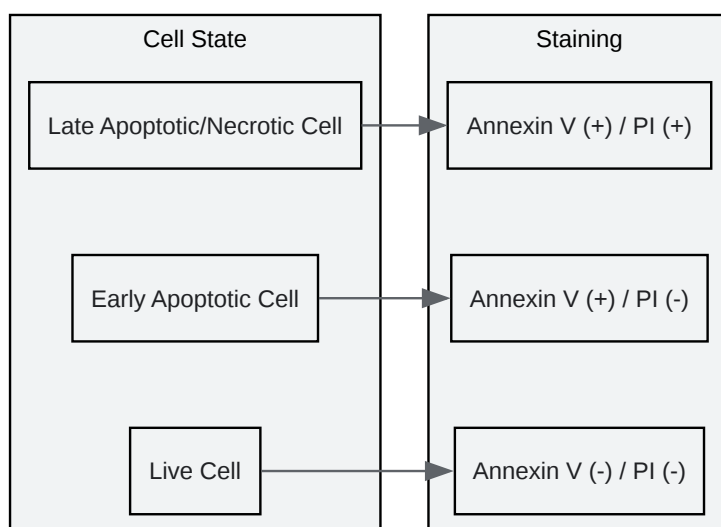 Cell State
Staining
Late Apoptotic/Necrotic Cell
Annexin V (+) / PI (+)
Early Apoptotic Cell
Annexin V (+) / PI (-)
Live Cell
Annexin V (-) / PI (-)